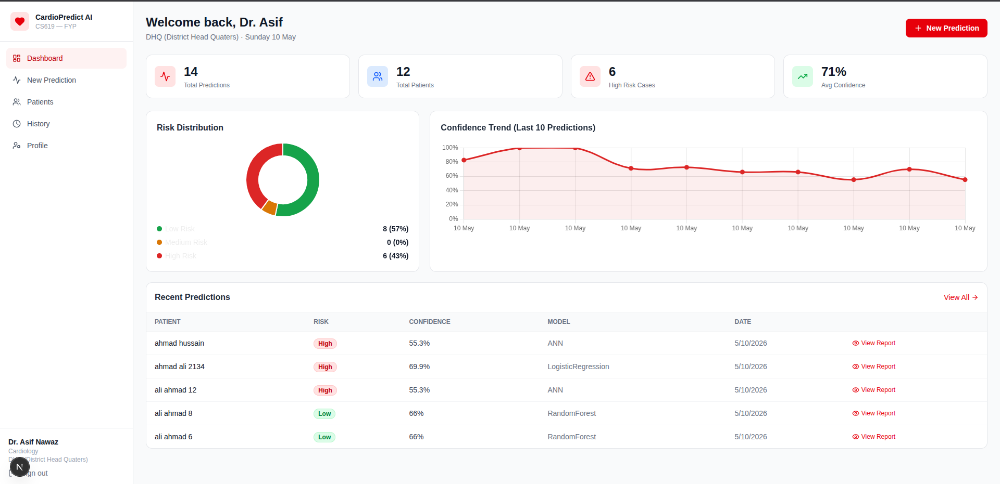 CardioPredict AI
CS619 — FYP
Dashboard
New Prediction
Patients
History
Profile
Dr. Asif Nawaz
Cardiology
(District Head Quaters)
out
Welcome back, Dr. Asif
DHQ (District Head Quaters) · Sunday 10 May
New Prediction
14
Total Predictions
12
Total Patients
6
High Risk Cases
71%
Avg Confidence
Risk Distribution
Low Risk 8 (57%)
Medium Risk 0 (0%)
High Risk 6 (43%)
Confidence Trend (Last 10 Predictions)
100%
80%
60%
40%
20%
0%
10 May 10 May 10 May 10 May 10 May 10 May 10 May 10 May 10 May 10 May
Recent Predictions
View All
PATIENT RISK CONFIDENCE MODEL DATE
ahmad hussain High 55.3% ANN 5/10/2026 View Report
ahmad ali 2134 High 69.9% LogisticRegression 5/10/2026 View Report
ali ahmad 12 High 55.3% ANN 5/10/2026 View Report
ali ahmad 8 Low 66% RandomForest 5/10/2026 View Report
ali ahmad 6 Low 66% RandomForest 5/10/2026 View Report